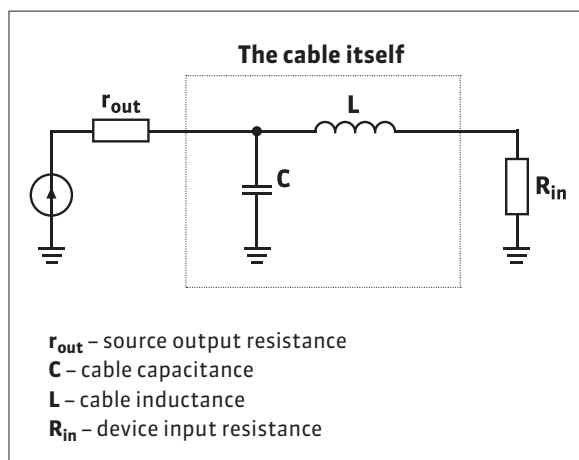 The cable itself
rout
L
C
Rin
rout – source output resistance
C – cable capacitance
L – cable inductance
Rin – device input resistance